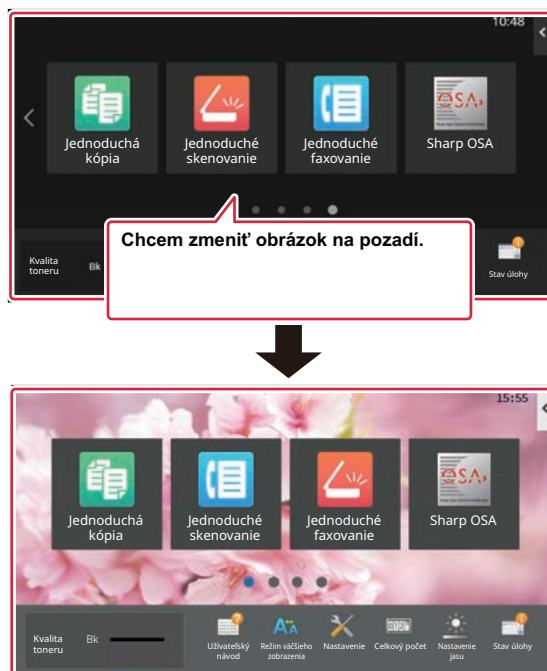 10:48
Jednoduchá
kópia
Jednoduché
skenovanie
Jednoduché
faxovanie
OSA
Sharp OSA
Chcem zmeniť obrázok na pozadí.
Kvalita
toneru
Bk
Stav úlohy
15:55
Jednoduchá
kópia
Jednoduché
skenovanie
Jednoduché
faxovanie
OSA
Sharp OSA
Kvalita
toneru
Bk
Užívateľský
návod
Režim väčšieho
zobrazenia
Nastavenie
Celkový počet
Nastavenie
jasu
Stav úlohy